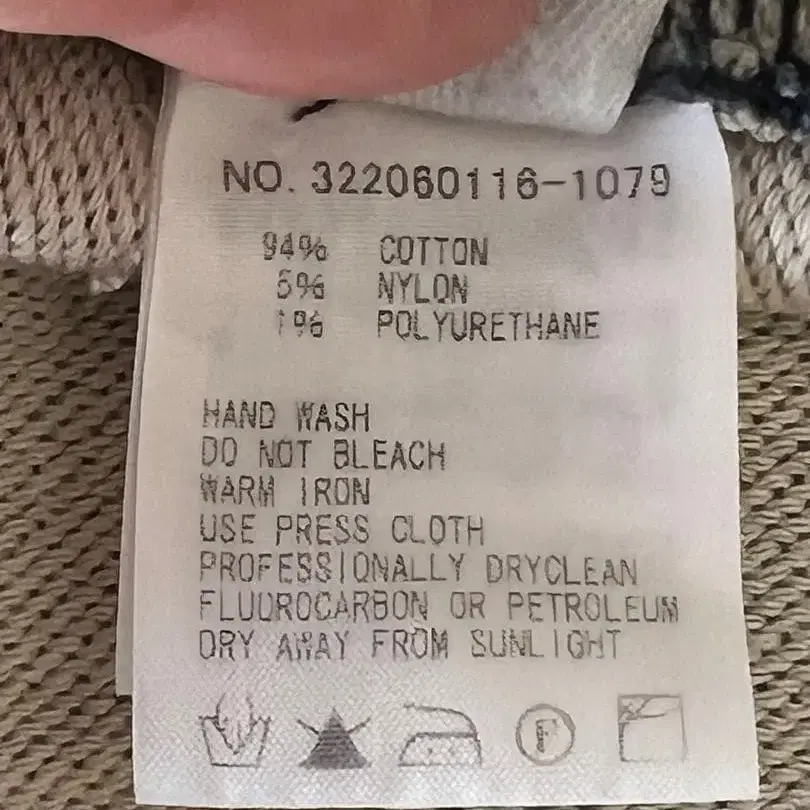 NO. 322060116-1079
94% COTTON
5% NYLON
1% POLYURETHANE
HAND WASH
DO NOT BLEACH
WARM IRON
USE PRESS CLOTH
PROFESSIONALLY DRYCLEAN
FLUOROCARBON OR PETROLEUM
DRY AWAY FROM SUNLIGHT
F